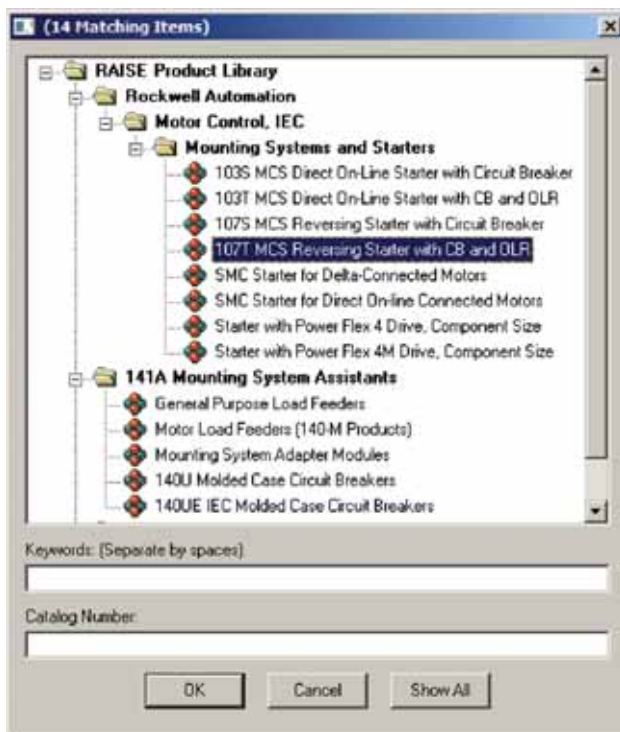 (14 Matching Items)
RAISE Product Library
Rockwell Automation
Motor Control, IEC
Mounting Systems and Starters
103S MCS Direct On-Line Starter with Circuit Breaker
103T MCS Direct On-Line Starter with CB and OLR
107S MCS Reversing Starter with Circuit Breaker
107T MCS Reversing Starter with CB and OLR
SMC Starter for Delta-Connected Motors
SMC Starter for Direct On-line Connected Motors
Starter with Power Flex 4 Drive, Component Size
Starter with Power Flex 4M Drive, Component Size
141A Mounting System Assistants
General Purpose Load Feeders
Motor Load Feeders (140-M Products)
Mounting System Adapter Modules
140U Molded Case Circuit Breakers
140UE IEC Molded Case Circuit Breakers
Keywords: (Separate by spaces)
Catalog Number:
OK Cancel Show All